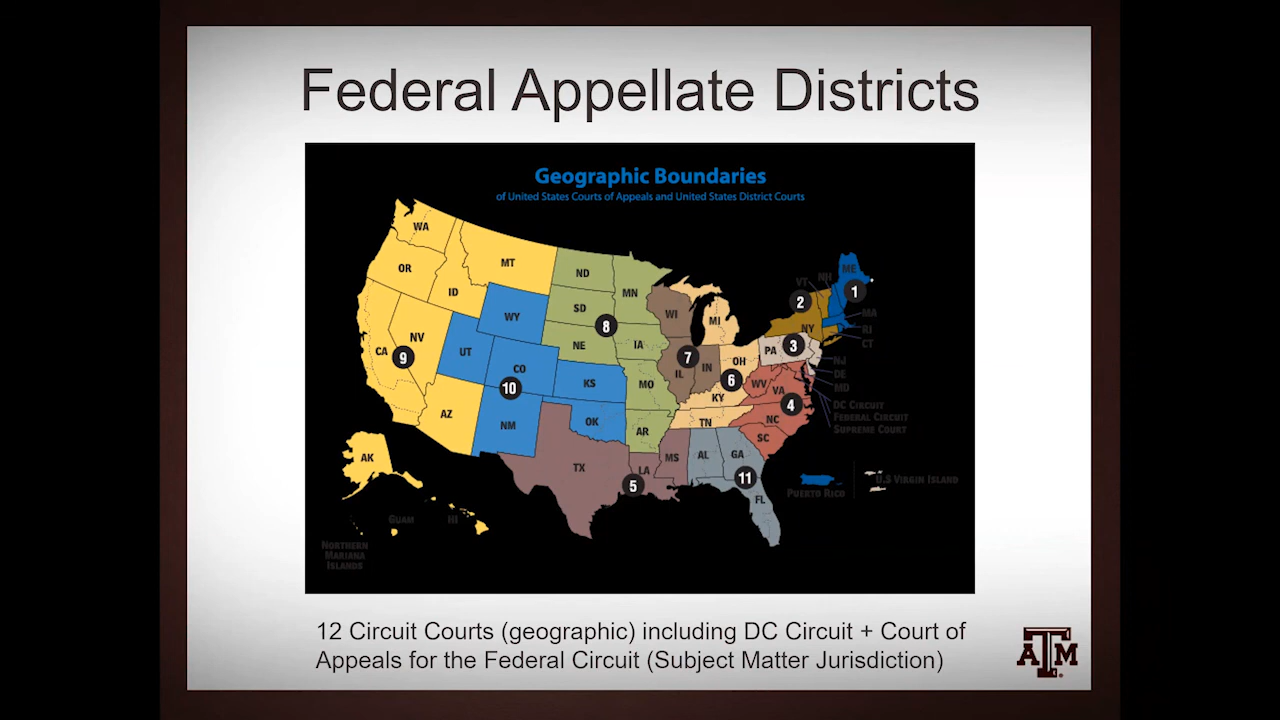 Federal Appellate Districts
Geographic Boundaries
of United States Courts of Appeals and United States District Courts
WA
OR
ID
MT
ND
MN
SD
WY
NV
CA
9
UT
CO
10
NE
8
IA
WI
7
IL
IN
MI
OH
6
KY
TN
KS
MO
OK
AR
AZ
NM
TX
LA
5
MS
AL
GA
11
FL
SC
NC
4
VA
WV
PA
3
NY
2
VT
NH
ME
1
MA
RI
CT
NJ
DE
MD
DC Circuit
Federal Circuit
Supreme Court
Puerto Rico
U.S Virgin Island
AK
Guam
HI
Northern
Mariana
Islands
12 Circuit Courts (geographic) including DC Circuit + Court of
Appeals for the Federal Circuit (Subject Matter Jurisdiction)
ATM